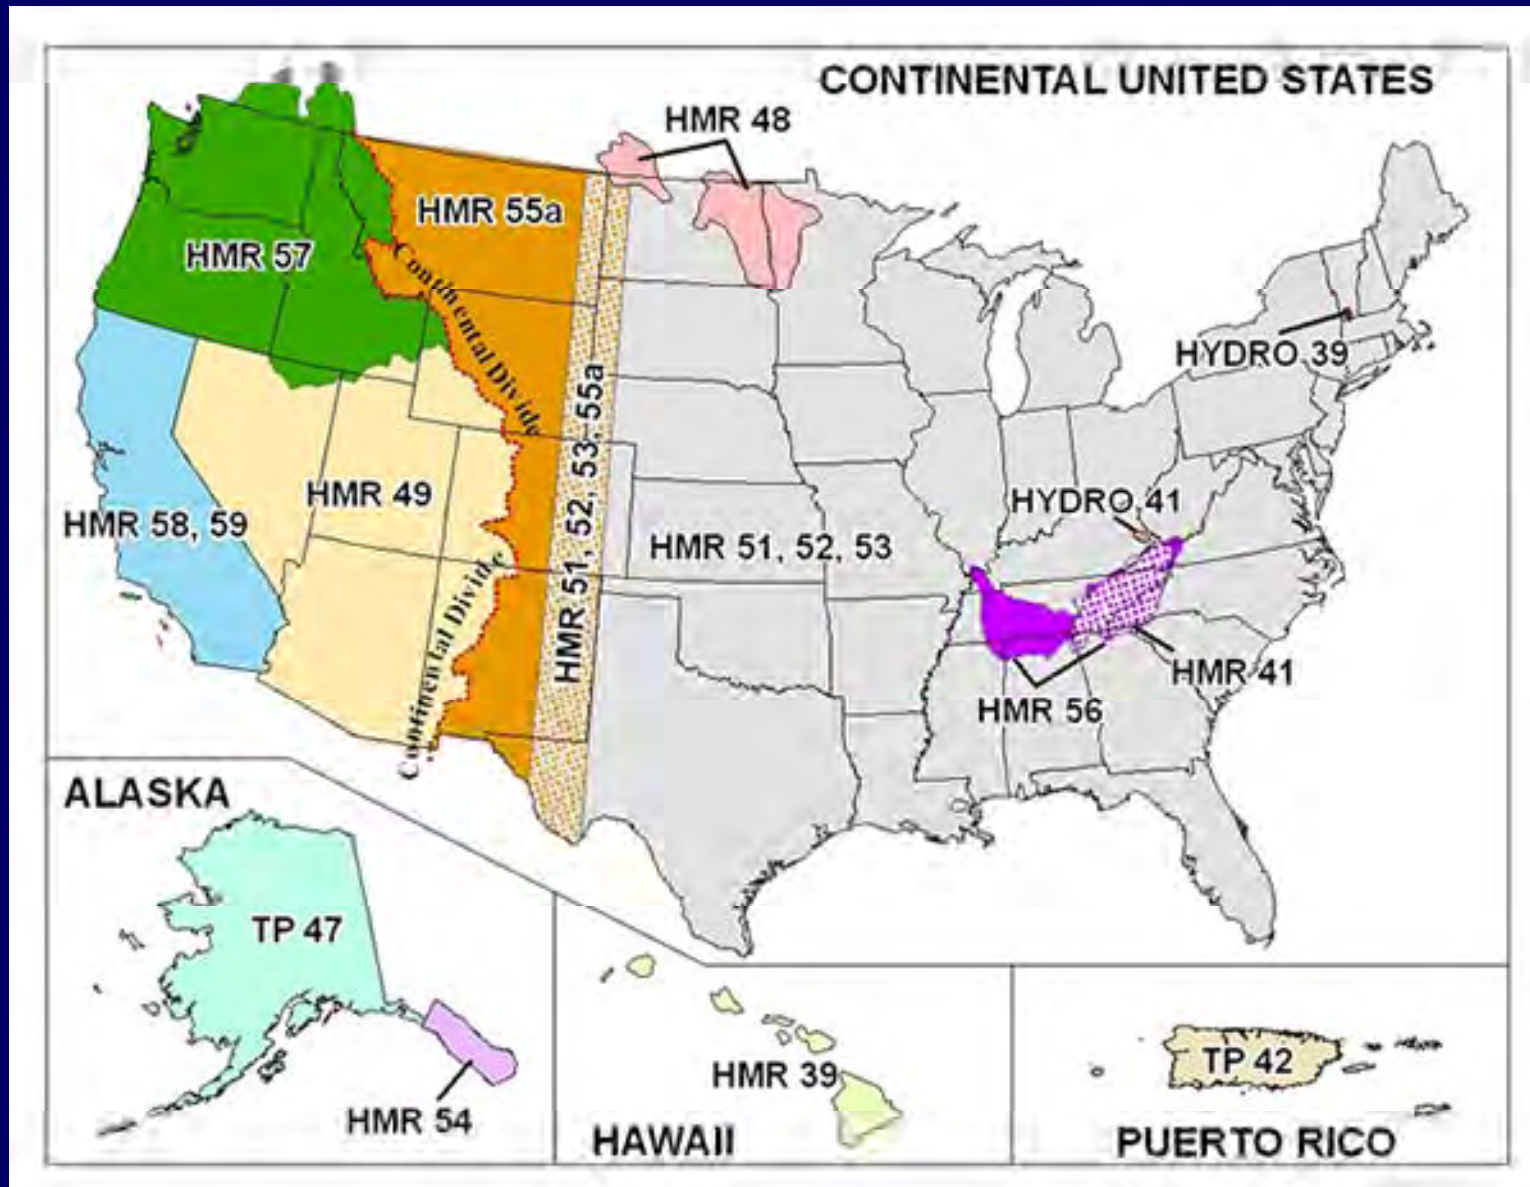 CONTINENTAL UNITED STATES
HMR 48
HMR 55a
HMR 57
Continental Divide
HYDRO 39
HMR 51, 52, 53, 55a
HMR 49
HYDRO 41
HMR 58, 59
HMR 51, 52, 53
Continental Divide
HMR 41
HMR 56
ALASKA
TP 47
HMR 54
HMR 39
HAWAII
TP 42
PUERTO RICO